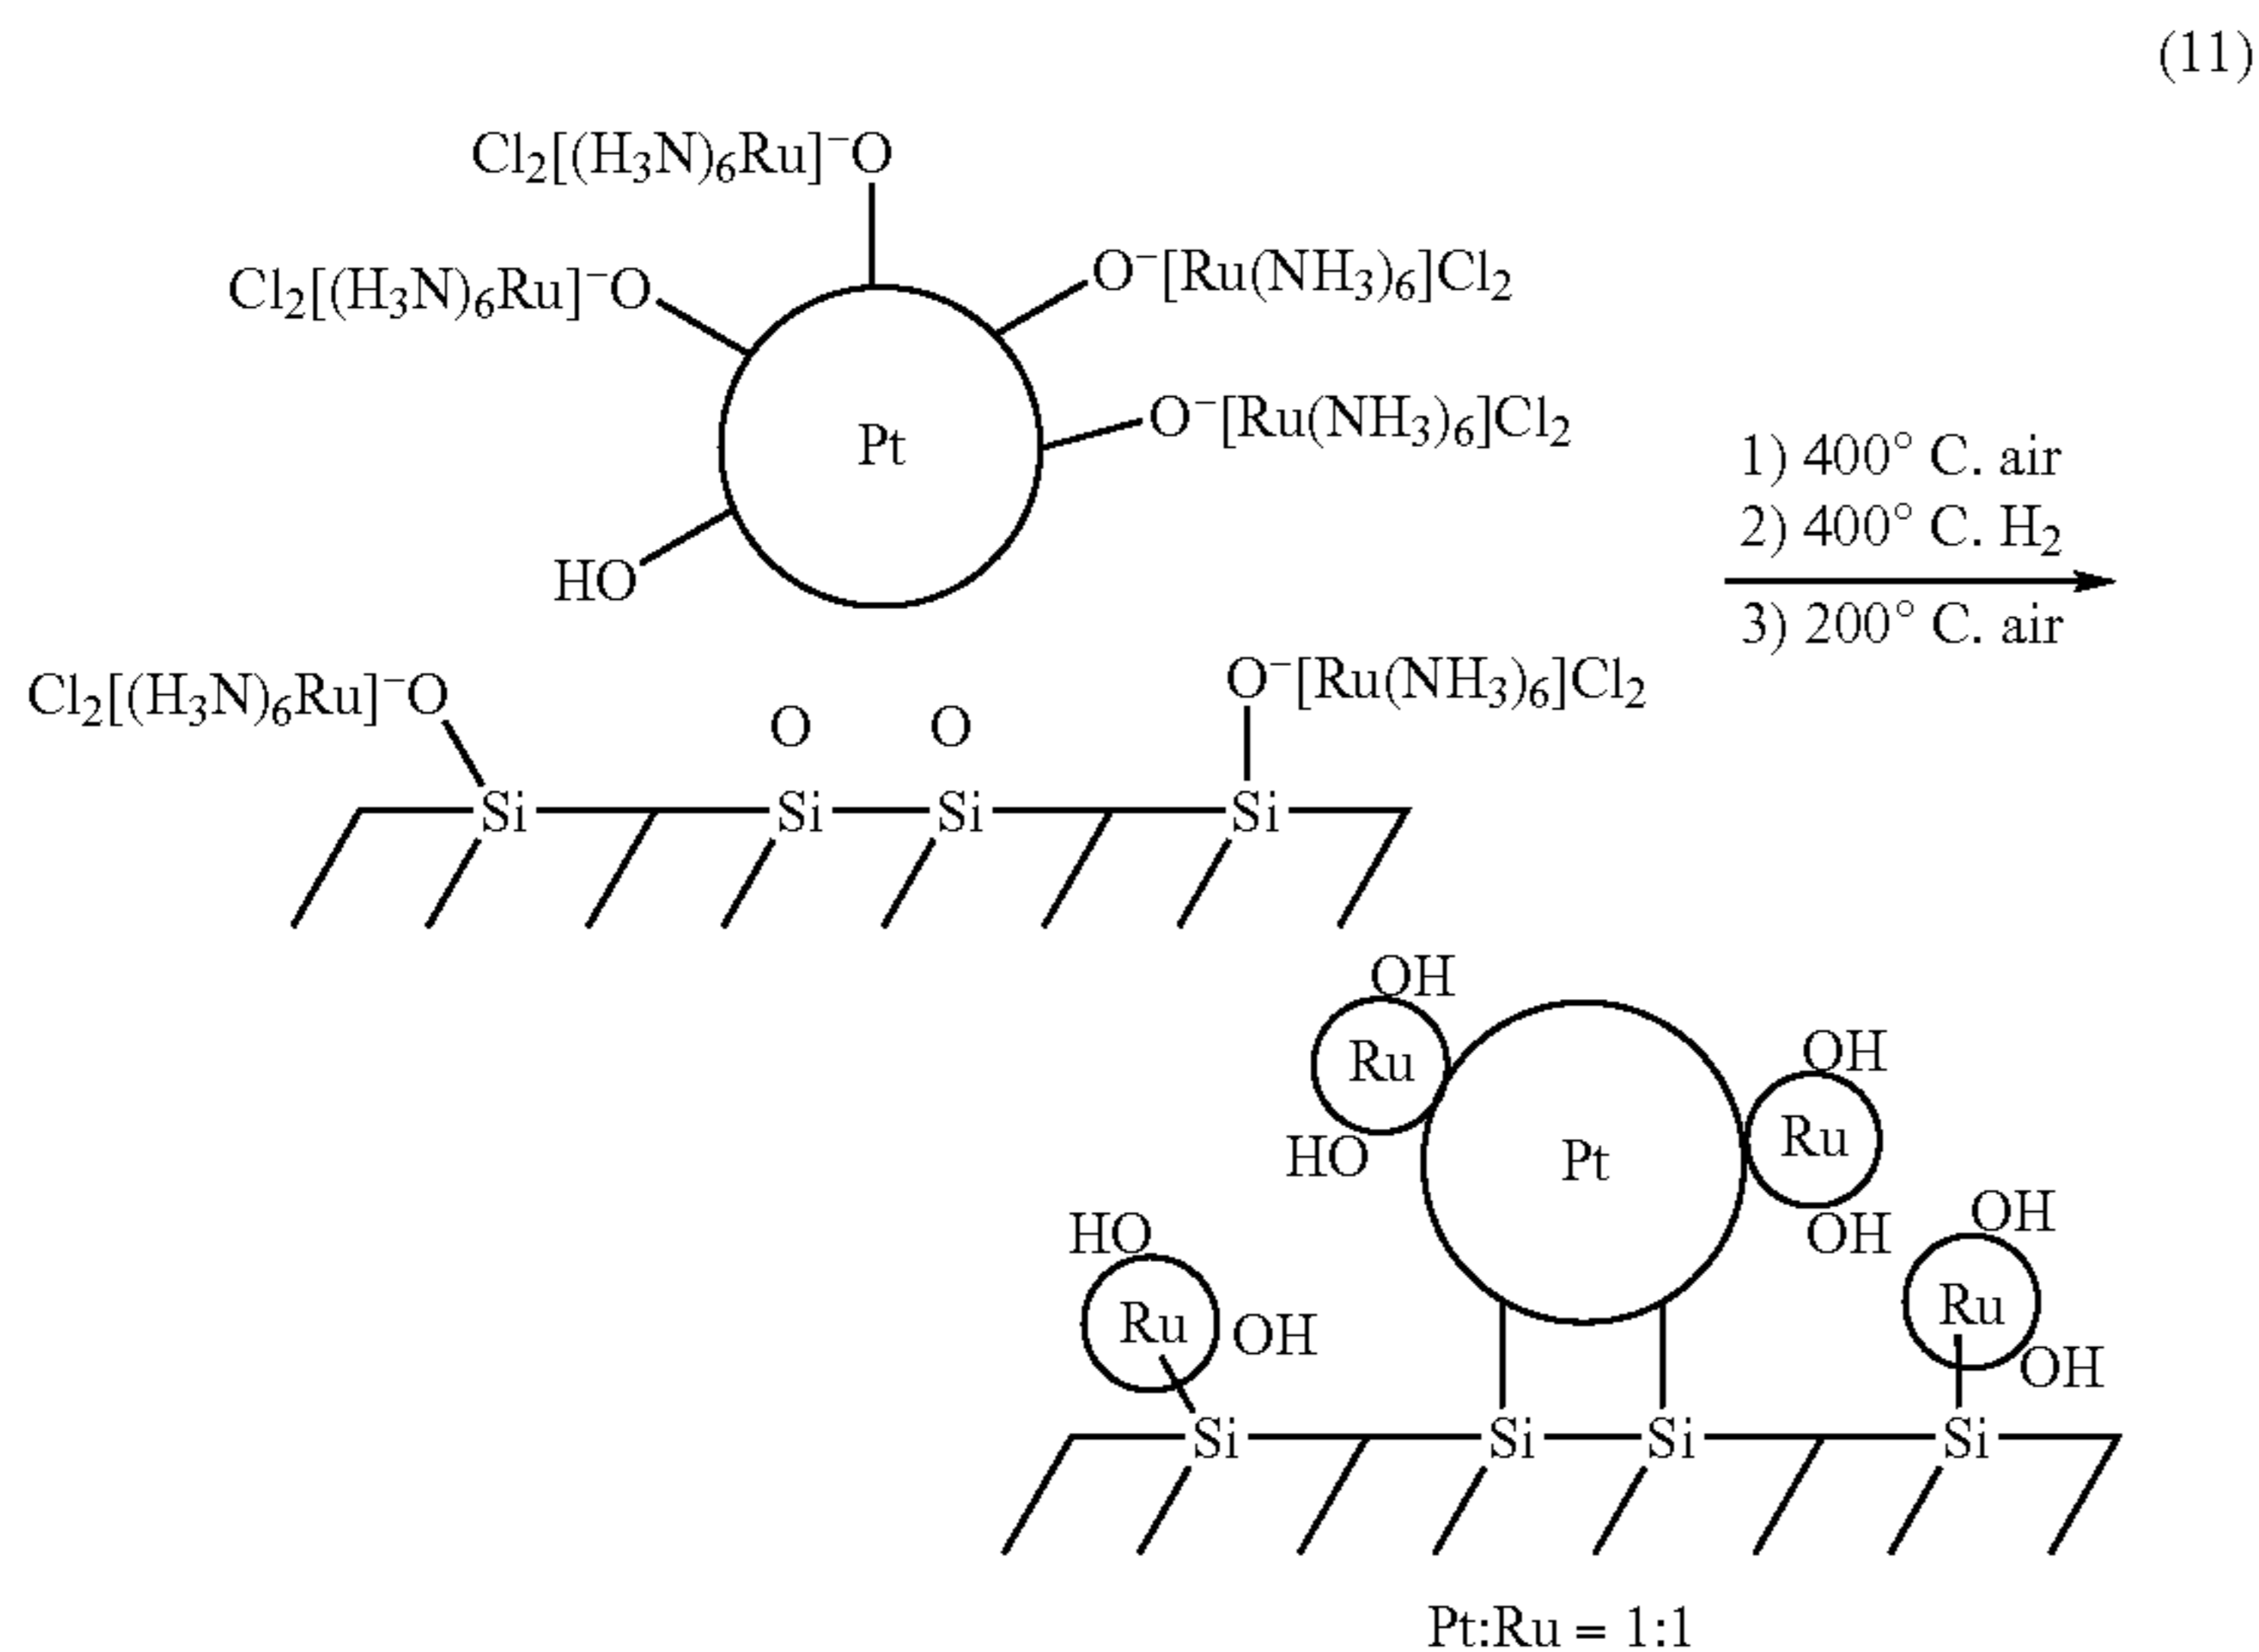 (11)
Cl₂[(H₃N)₆Ru]⁻O
Cl₂[(H₃N)₆Ru]⁻O
O⁻[Ru(NH₃)₆]Cl₂
O⁻[Ru(NH₃)₆]Cl₂
Pt
HO
1) 400° C. air
2) 400° C. H₂
3) 200° C. air
Cl₂[(H₃N)₆Ru]⁻O
O O
O⁻[Ru(NH₃)₆]Cl₂
Si Si Si Si
OH
Ru
HO
Pt
OH
Ru
OH
HO
Ru
OH
OH
Ru
OH
Si Si Si Si
Pt:Ru = 1:1